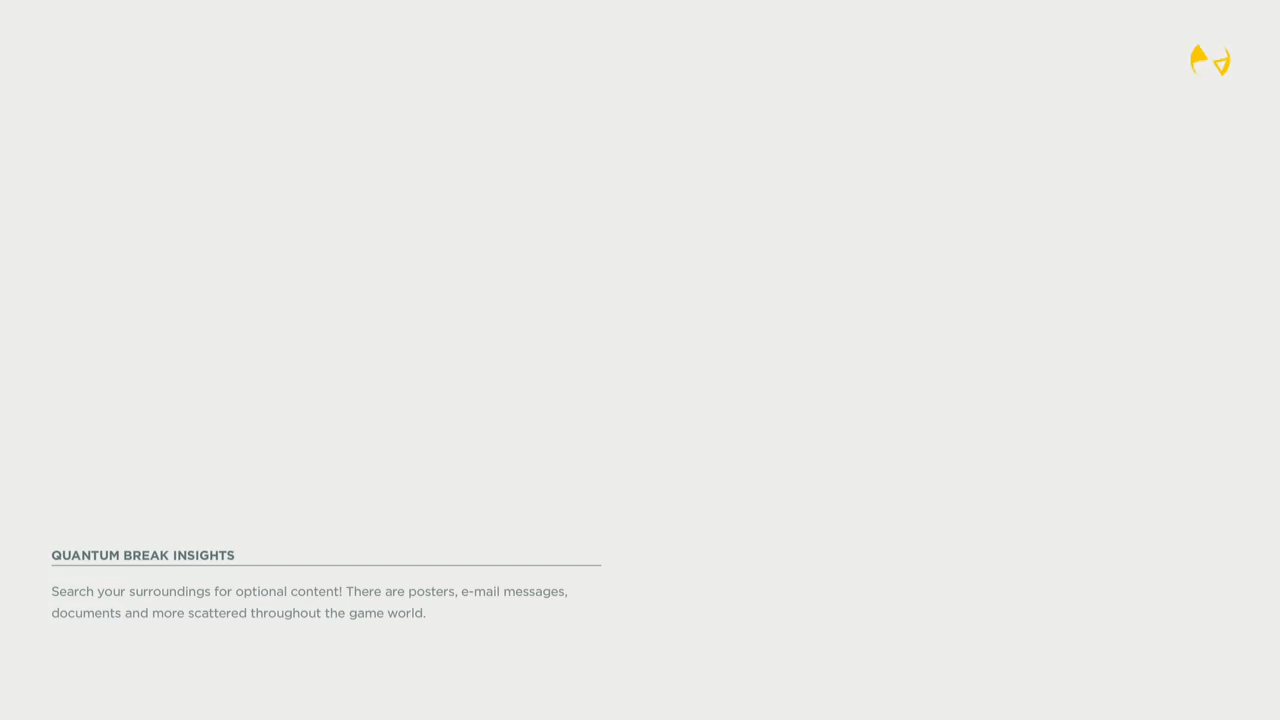 QUANTUM BREAK INSIGHTS
Search your surroundings for optional content! There are posters, e-mail messages,
documents and more scattered throughout the game world.